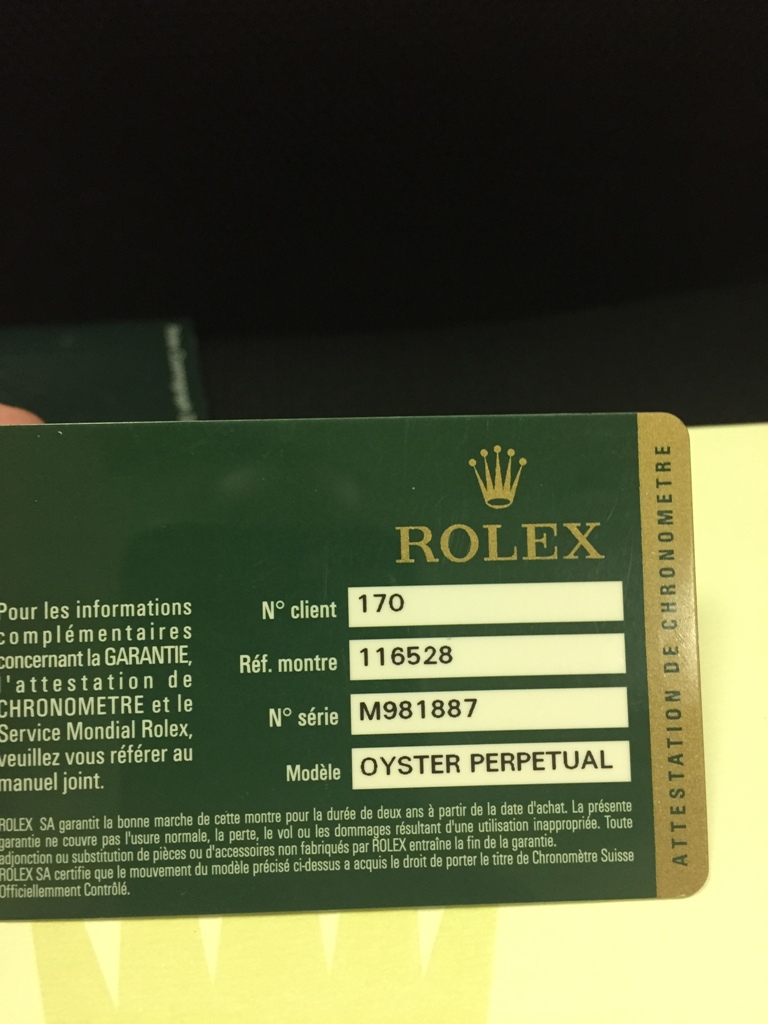 ROLEX
Pour les informations
complémentaires
concernant la GARANTIE,
l'attestation de
CHRONOMETRE et le
Service Mondial Rolex,
veuillez vous référer au
manuel joint.
N° client 170
Réf. montre 116528
N° série M981887
Modèle OYSTER PERPETUAL
ROLEX SA garantit la bonne marche de cette montre pour la durée de deux ans à partir de la date d'achat. La présente
garantie ne couvre pas l'usure normale, la perte, le vol ou les dommages résultant d'une utilisation inappropriée. Toute
adjonction ou substitution de pièces ou d'accessoires non fabriqués par ROLEX entraîne la fin de la garantie.
ROLEX SA certifie que le mouvement du modèle précisé ci-dessus a acquis le droit de porter le titre de Chronomètre Suisse
Officiellemment Contrôlé.
ATTESTATION DE CHRONOMETRE